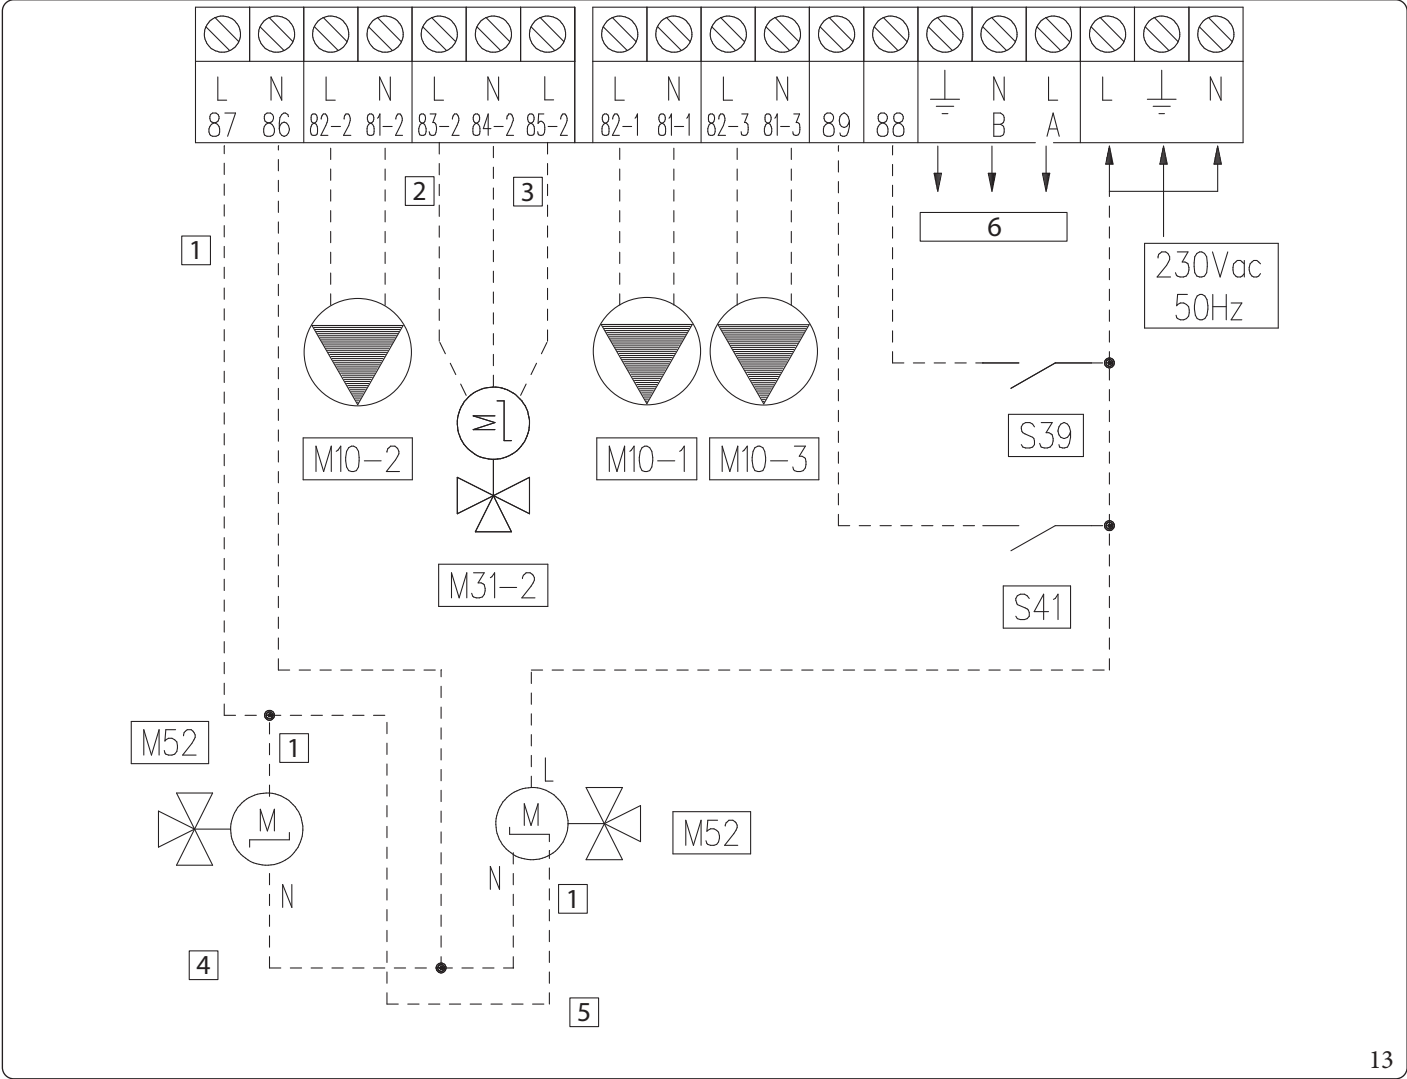 L N L N L N L L N L N N L L N
87 86 82-2 81-2 83-2 84-2 85-2 82-1 81-1 82-3 81-3 89 88 B A
2 3
6
1
230Vac
50Hz
S39
M10-2 M10-1 M10-3
M
M31-2
S41
M52
1
L
M M
M52
N
N
1
4
5
13